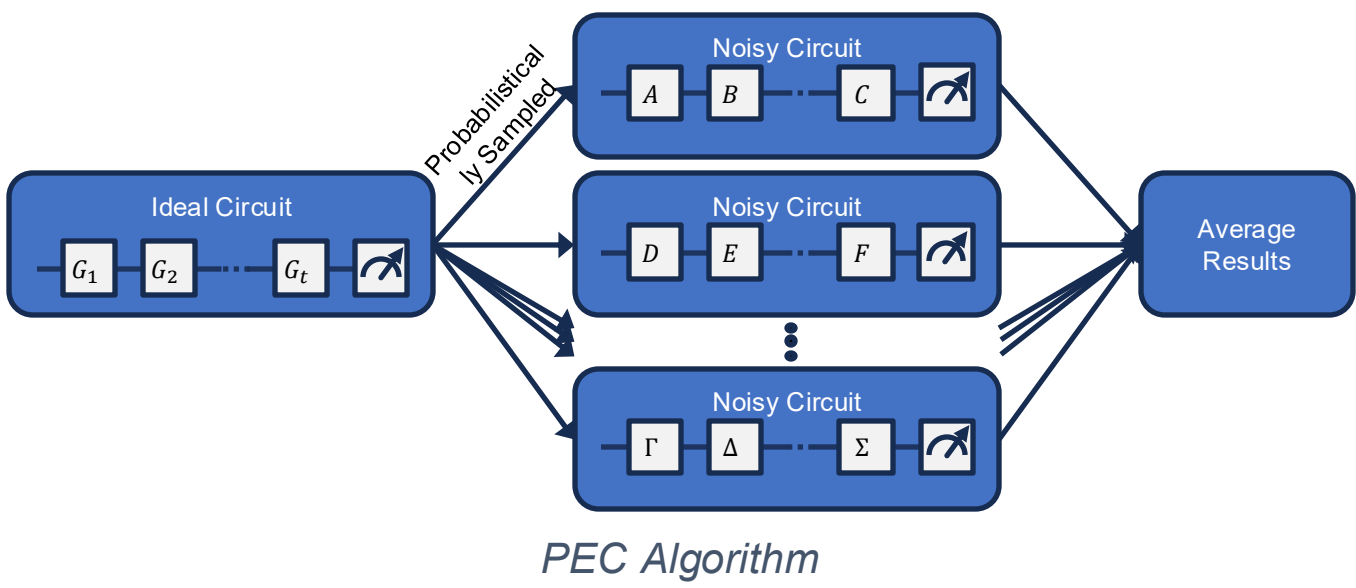 Probabilistical
ly Sampled
Ideal Circuit
G₁ G₂ ... Gₜ
Noisy Circuit
A B ... C
Noisy Circuit
D E ... F
Noisy Circuit
Γ Δ ... Σ
Average
Results
PEC Algorithm